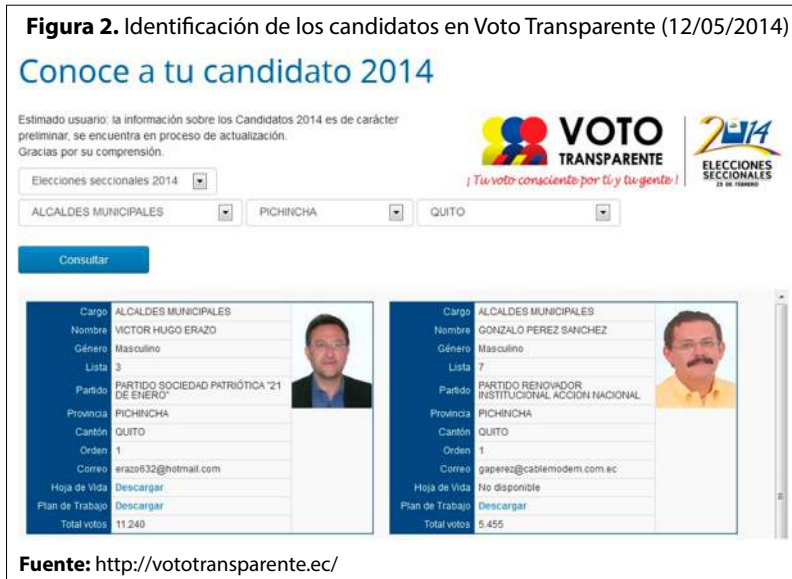 Figura 2. Identificación de los candidatos en Voto Transparente (12/05/2014)
Conoce a tu candidato 2014
Estimado usuario: la información sobre los Candidatos 2014 es de carácter
preliminar, se encuentra en proceso de actualización.
Gracias por su comprensión.
VOTO
TRANSPARENTE
¡Tu voto consciente por tí y tu gente!
2014
ELECCIONES
SECCIONALES
23 DE FEBRERO
Elecciones seccionales 2014
ALCALDES MUNICIPALES PICHINCHA QUITO
Consultar
Cargo ALCALDES MUNICIPALES
Nombre VICTOR HUGO ERAZO
Género Masculino
Lista 3
Partido PARTIDO SOCIEDAD PATRIÓTICA "21
DE ENERO"
Provincia PICHINCHA
Cantón QUITO
Orden 1
Correo erazo632@hotmail.com
Hoja de Vida Descargar
Plan de Trabajo Descargar
Total votos 11.240
Cargo ALCALDES MUNICIPALES
Nombre GONZALO PEREZ SANCHEZ
Género Masculino
Lista 7
Partido PARTIDO RENOVADOR
INSTITUCIONAL ACCION NACIONAL
Provincia PICHINCHA
Cantón QUITO
Orden 1
Correo gaperez@cablemodem.com.ec
Hoja de Vida No disponible
Plan de Trabajo Descargar
Total votos 5.455
Fuente: http://vototransparente.ec/